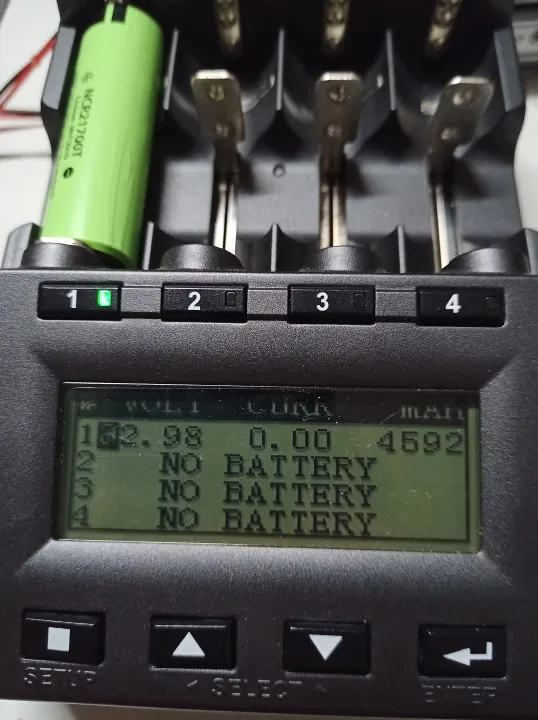 NCR21700T
1 2 3 4
# VOLT CURR mAH
1 2.98 0.00 4592
2 NO BATTERY
3 NO BATTERY
4 NO BATTERY
SETUP < SELECT > ENTER